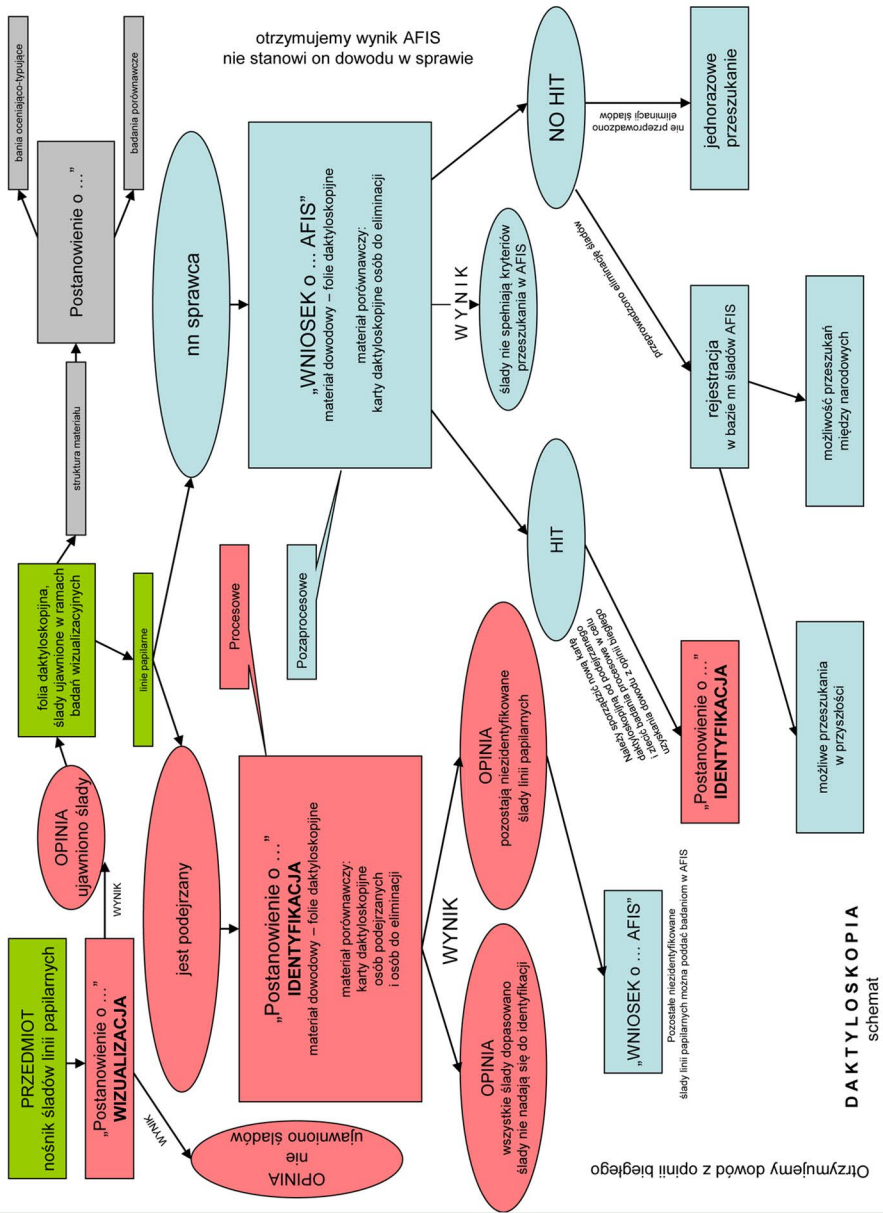 PRZEDMIOT
nośnik śladów linii papilarnych
„Postanowienie o ...”
WIZUALIZACJA
WYNIK
WYNIK
OPINIA
nie
ujawniono śladów
OPINIA
ujawniono ślady
folia daktyloskopijna,
ślady ujawnione w ramach
badań wizualizacyjnych
struktura materiału
Postanowienie o ...”
bania oceniająco-typujące
badania porównawcze
linie papilarne
jest podejrzany
nn sprawca
Procesowe
Pozaprocesowe
„Postanowienie o ...”
IDENTYFIKACJA
materiał dowodowy – folie daktyloskopijne
materiał porównawczy:
karty daktyloskopijne
osób podejrzanych
i osób do eliminacji
„WNIOSEK o ... AFIS”
materiał dowodowy – folie daktyloskopijne
materiał porównawczy:
karty daktyloskopijne osób do eliminacji
otrzymujemy wynik AFIS
nie stanowi on dowodu w sprawie
WYNIK
WYNIK
OPINIA
wszystkie ślady dopasowano
ślady nie nadają się do identyfikacji
OPINIA
pozostają niezidentyfikowane
ślady linii papilarnych
HIT
ślady nie spełniają kryteriów
przeszukania w AFIS
NO HIT
Należy sporządzić nową kartę
daktyloskopijną od podejrzanego
i zlecić badania procesowe w celu
uzyskania dowodu z opinii biegłego
przeprowadzono eliminację śladów
nie przeprowadzono
eliminacji śladów
„WNIOSEK o ... AFIS”
Pozostałe niezidentyfikowane
ślady linii papilarnych można poddać badaniom w AFIS
„Postanowienie o ...”
IDENTYFIKACJA
rejestracja
w bazie nn śladów AFIS
jednorazowe
przeszukanie
możliwe przeszukania
w przyszłości
możliwość przeszukań
między narodowych
Otrzymujemy dowód z opinii biegłego
DAKTYLOSKOPIA
schemat